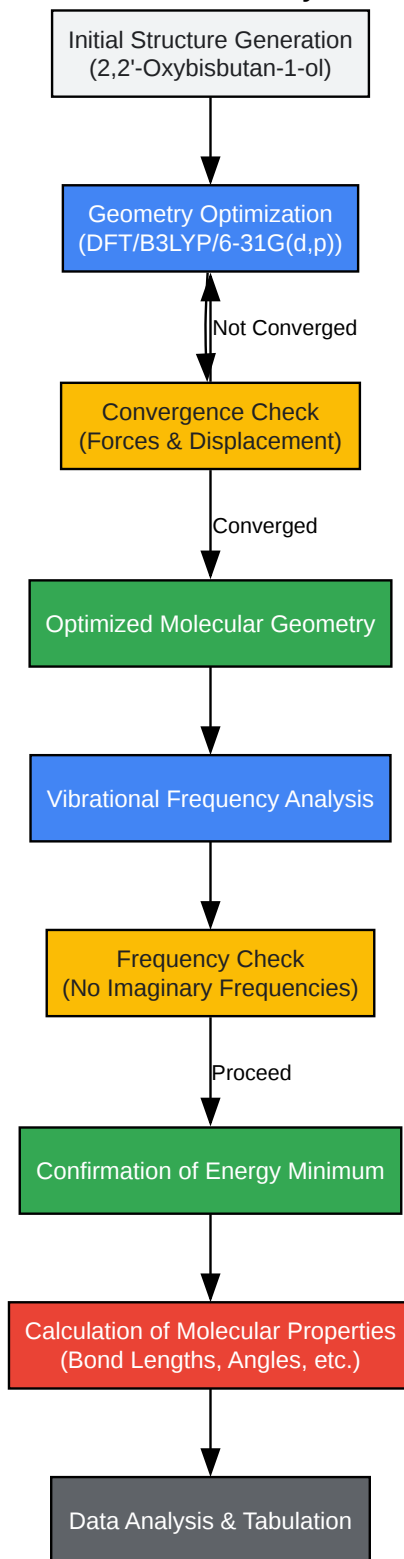 Initial Structure Generation
(2,2'-Oxybisbutan-1-ol)
Geometry Optimization
(DFT/B3LYP/6-31G(d,p))
Not Converged
Convergence Check
(Forces & Displacement)
Converged
Optimized Molecular Geometry
Vibrational Frequency Analysis
Frequency Check
(No Imaginary Frequencies)
Proceed
Confirmation of Energy Minimum
Calculation of Molecular Properties
(Bond Lengths, Angles, etc.)
Data Analysis & Tabulation